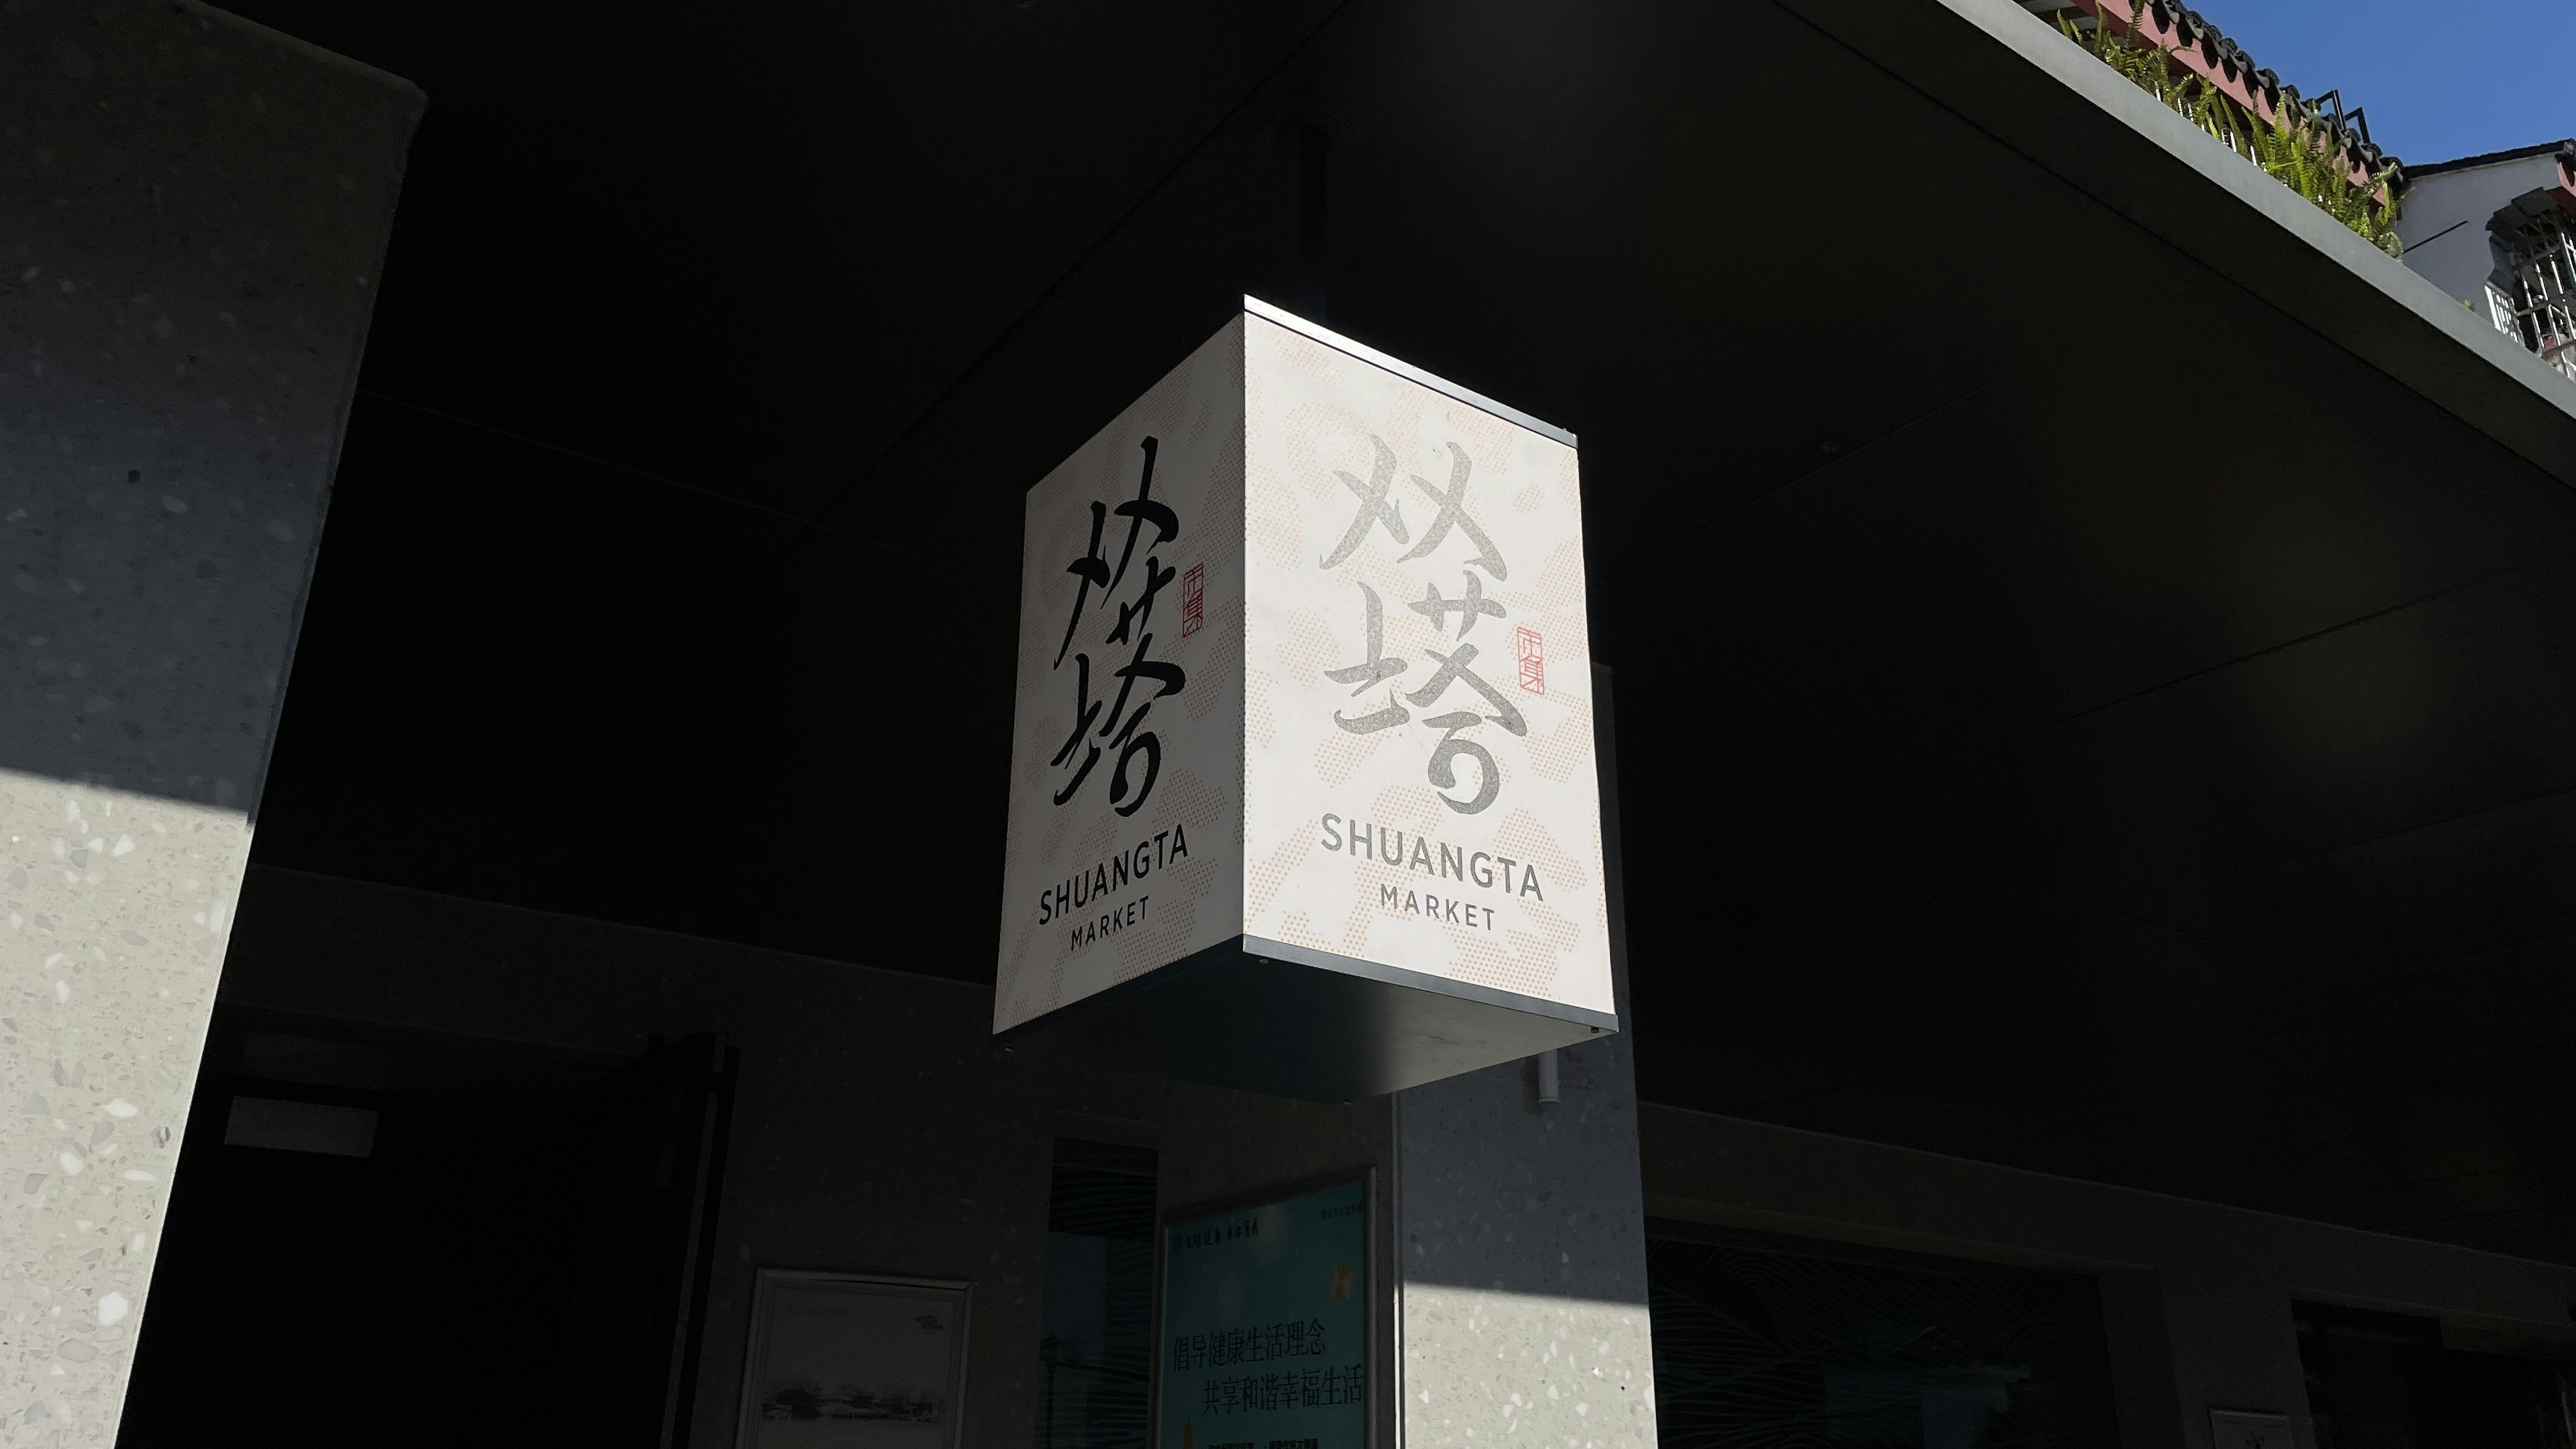 双塔
市集
SHUANGTA
MARKET
双塔
市集
SHUANGTA
MARKET
倡导健康生活理念
共享和谐幸福生活